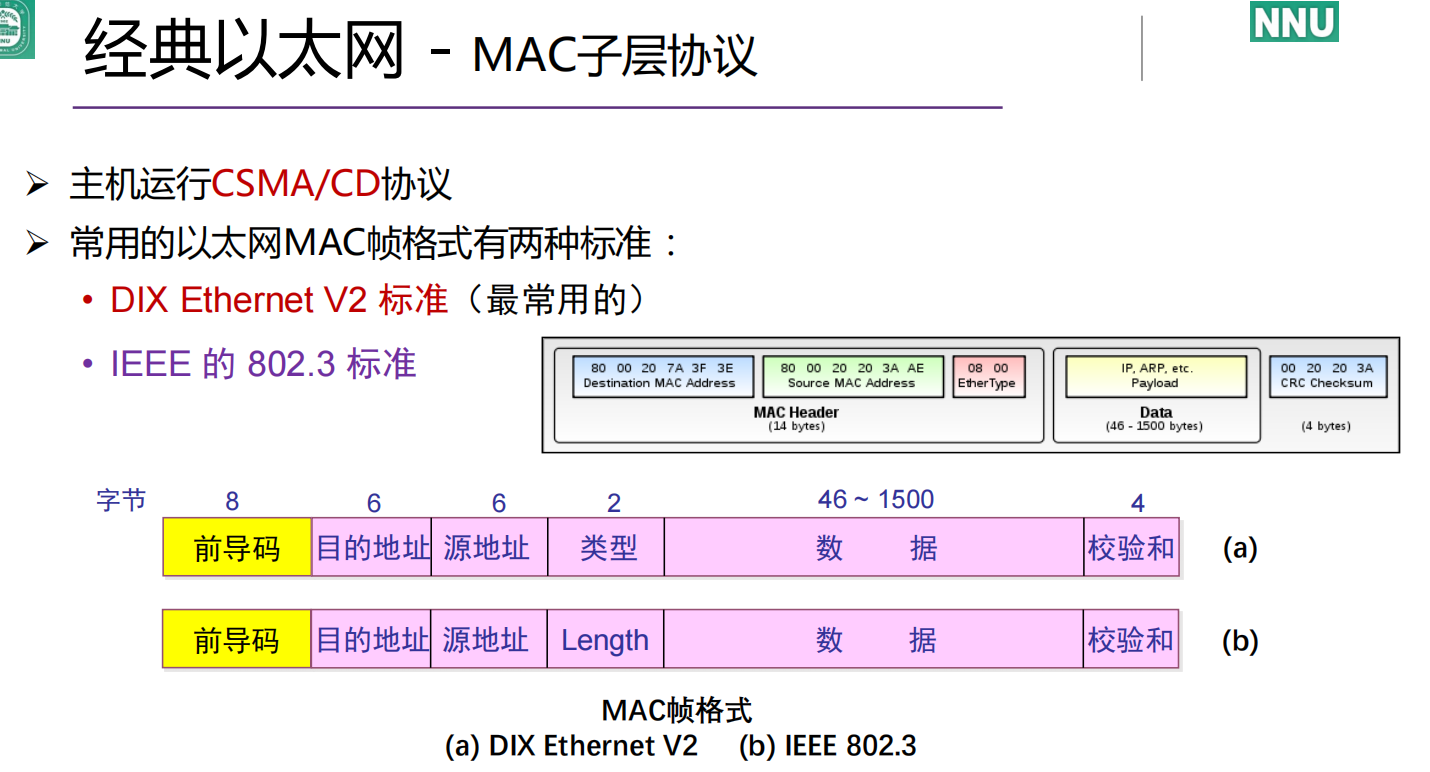 经典以太网 - MAC子层协议
NNU
➢ 主机运行CSMA/CD协议
➢ 常用的以太网MAC帧格式有两种标准：
• DIX Ethernet V2 标准（最常用的）
• IEEE 的 802.3 标准
80 00 20 7A 3F 3E
Destination MAC Address
80 00 20 20 3A AE
Source MAC Address
08 00
EtherType
MAC Header
(14 bytes)
IP, ARP, etc.
Payload
Data
(46 - 1500 bytes)
00 20 20 3A
CRC Checksum
(4 bytes)
字节 8 6 6 2 46 ~ 1500 4
前导码 目的地址 源地址 类型 数 据 校验和 (a)
前导码 目的地址 源地址 Length 数 据 校验和 (b)
MAC帧格式
(a) DIX Ethernet V2 (b) IEEE 802.3